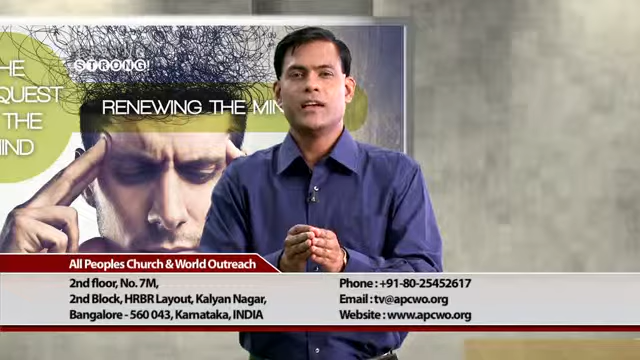 STRONG!
HE
QUEST
THE
IND
RENEWING THE MIN
All Peoples Church & World Outreach
2nd floor, No. 7M,
2nd Block, HRBR Layout, Kalyan Nagar,
Bangalore - 560 043, Karnataka, INDIA
Phone : +91-80-25452617
Email : tv@apcwo.org
Website : www.apcwo.org